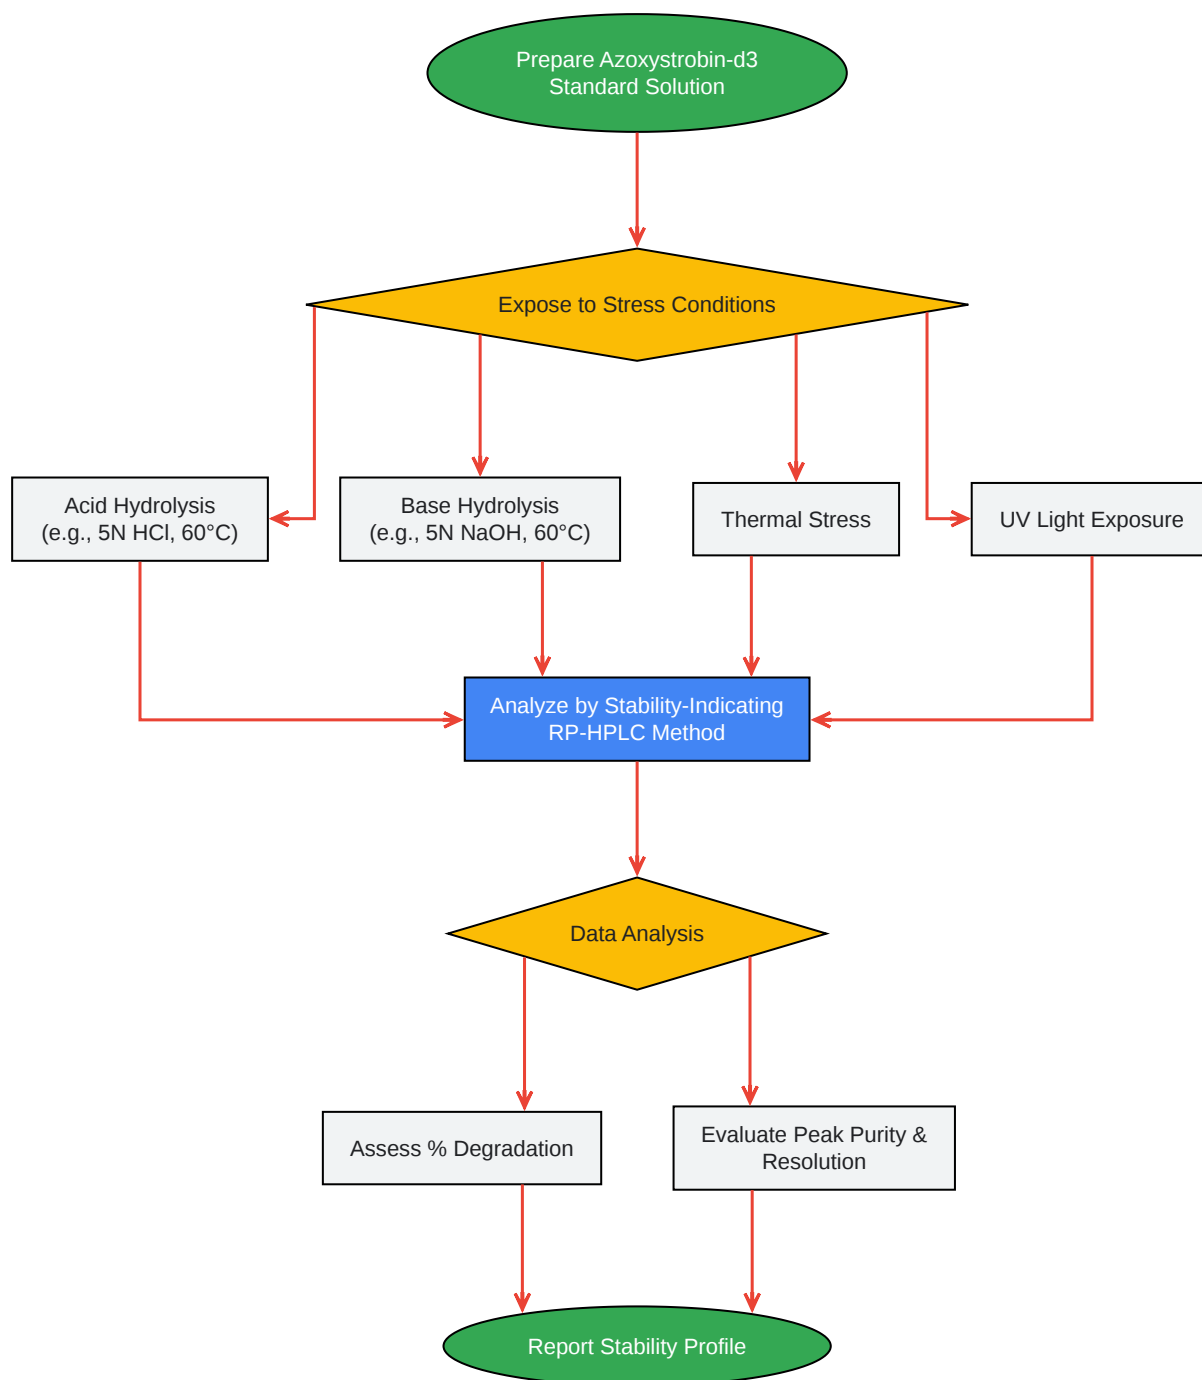 Prepare Azoxystrobin-d3
Standard Solution
Expose to Stress Conditions
Acid Hydrolysis
(e.g., 5N HCl, 60°C)
Base Hydrolysis
(e.g., 5N NaOH, 60°C)
Thermal Stress
UV Light Exposure
Analyze by Stability-Indicating
RP-HPLC Method
Data Analysis
Assess % Degradation
Evaluate Peak Purity &
Resolution
Report Stability Profile